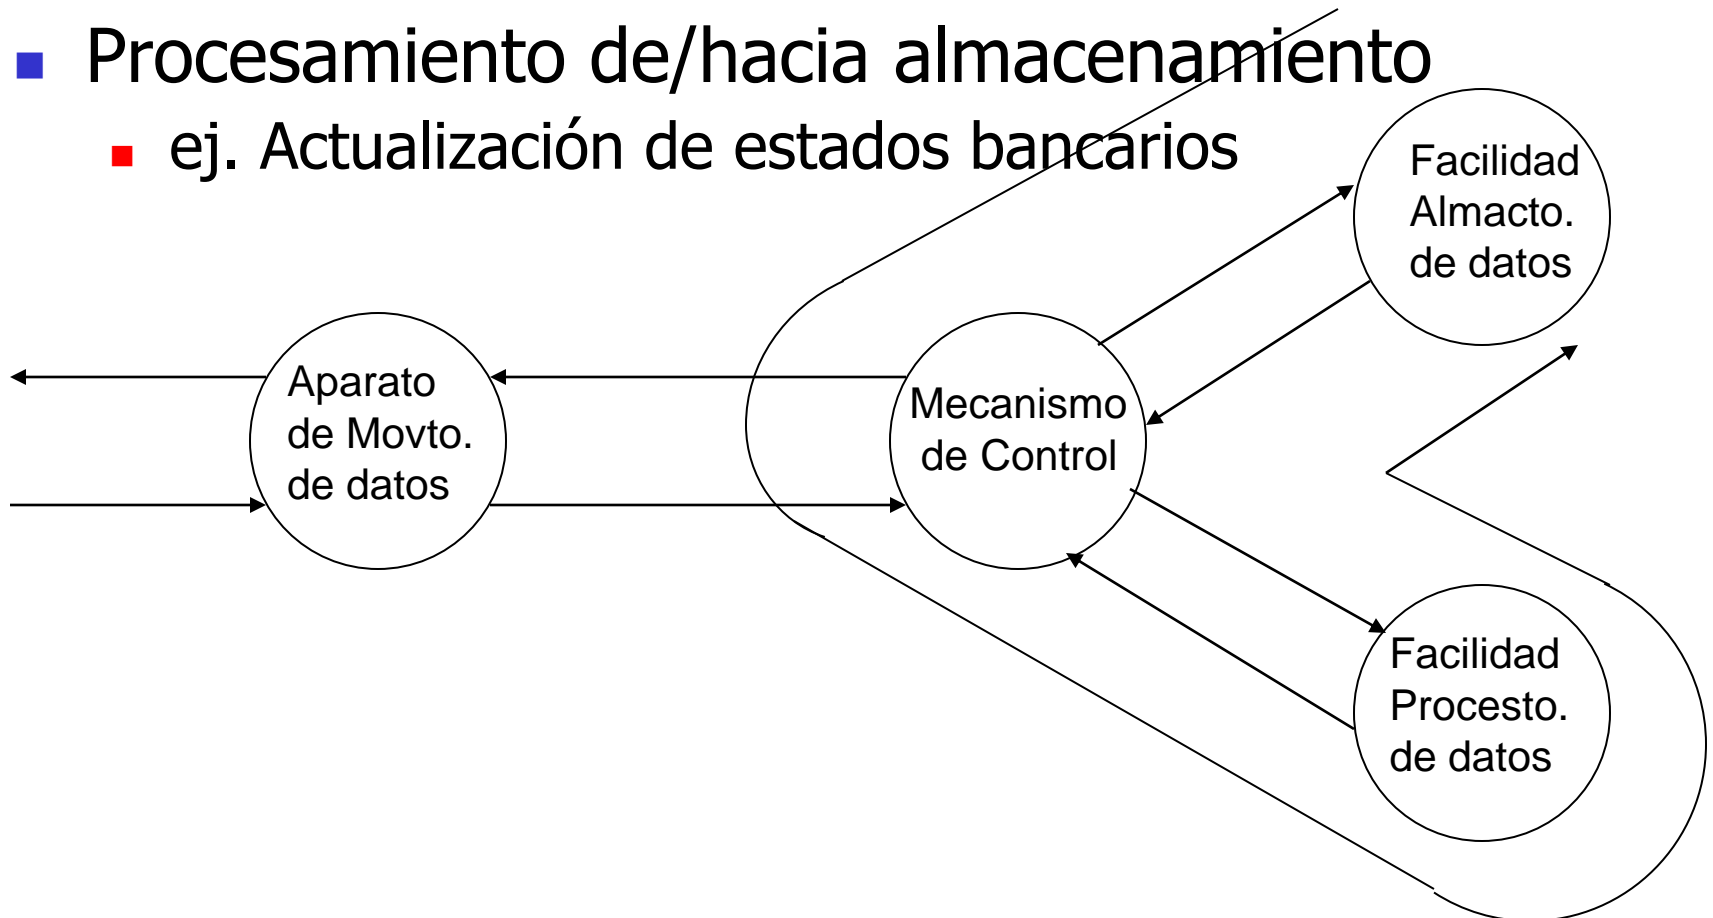 Procesamiento de/hacia almacenamiento
ej. Actualización de estados bancarios
Facilidad
Almacto.
de datos
Aparato
de Movto.
de datos
Mecanismo
de Control
Facilidad
Procesto.
de datos